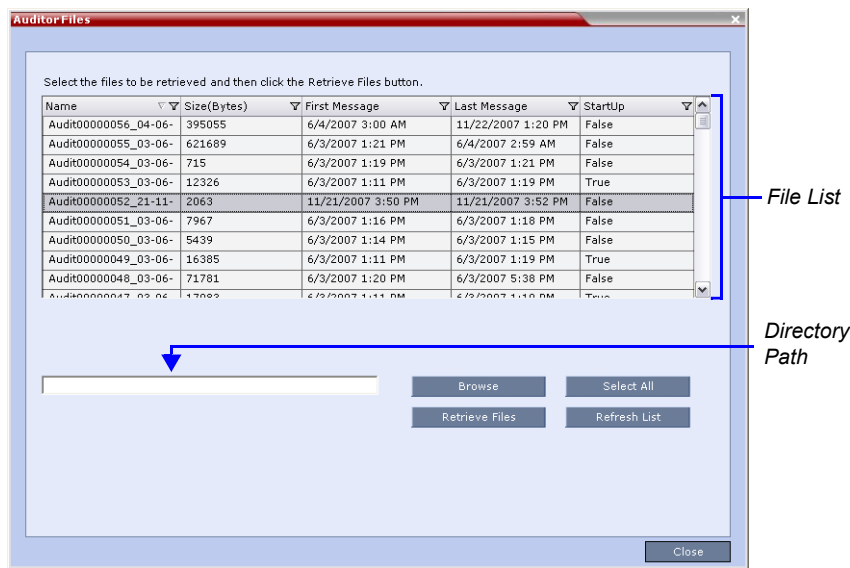 Auditor Files
Select the files to be retrieved and then click the Retrieve Files button.
Name Size(Bytes) First Message Last Message StartUp
Audit00000056_04-06- 395055 6/4/2007 3:00 AM 11/22/2007 1:20 PM False
Audit00000055_03-06- 621689 6/3/2007 1:21 PM 6/4/2007 2:59 AM False
Audit00000054_03-06- 715 6/3/2007 1:19 PM 6/3/2007 1:21 PM False
Audit00000053_03-06- 12326 6/3/2007 1:11 PM 6/3/2007 1:19 PM True
Audit00000052_21-11- 2063 11/21/2007 3:50 PM 11/21/2007 3:52 PM False
Audit00000051_03-06- 7967 6/3/2007 1:16 PM 6/3/2007 1:18 PM False
Audit00000050_03-06- 5439 6/3/2007 1:14 PM 6/3/2007 1:15 PM False
Audit00000049_03-06- 16385 6/3/2007 1:11 PM 6/3/2007 1:19 PM True
Audit00000048_03-06- 71781 6/3/2007 1:20 PM 6/3/2007 5:38 PM False
File List
Directory
Path
Browse Select All
Retrieve Files Refresh List
Close